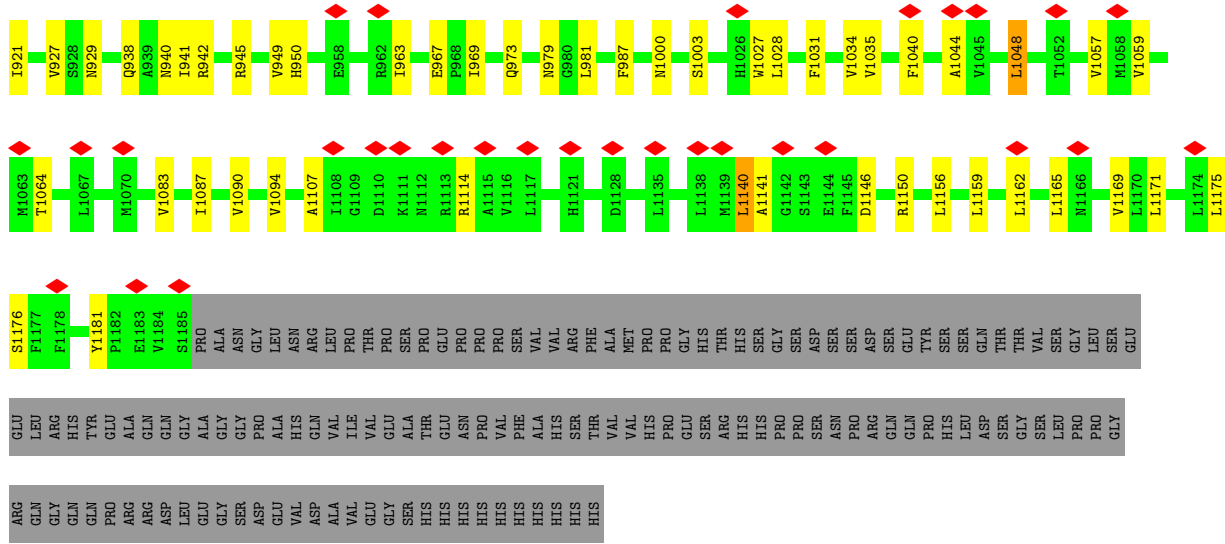 I921 V927 S928 N929 Q938 A939 N940 I941 R942 R945 V949 H950 E958 R962 I963 E967 P968 I969 Q973 N979 G980 L981 F987 N1000 S1003 H1026 W1027 L1028 F1031 V1034 V1035 F1040 A1044 V1045 L1048 T1052 V1057 M1058 V1059
M1063 T1064 L1067 M1070 V1083 I1087 V1090 V1094 A1107 I1108 G1109 D1110 K1111 N1112 R1113 R1114 A1115 V1116 L1117 H1121 D1128 L1135 L1138 M1139 L1140 A1141 G1142 S1143 E1144 F1145 D1146 R1150 L1156 L1159 L1162 L1165 N1166 V1169 L1170 L1171 L1174 L1175
S1176 F1177 F1178 Y1181 P1182 E1183 V1184 S1185 PRO ALA ASN GLY LEU ASN ARG LEU PRO THR PRO SER PRO GLU PRO PRO PRO SER VAL VAL ARG PHE ALA MET PRO PRO GLY HIS THR HIS SER GLY SER ASP SER SER ASP SER GLU TYR SER SER GLN THR THR VAL SER GLY LEU SER GLU
GLU LEU ARG HIS TYR GLU ALA GLN GLN GLY ALA GLY GLY PRO ALA HIS GLN VAL ILE VAL GLU ALA THR GLU ASN PRO VAL PHE ALA HIS SER THR VAL VAL HIS PRO GLU SER ARG HIS HIS PRO PRO SER ASN PRO ARG GLN GLN PRO HIS LEU ASP SER GLY SER LEU PRO PRO GLY
ARG GLN GLY GLN GLN PRO ARG ARG ASP LEU GLU GLY SER ASP GLU VAL ASP ALA VAL GLU GLY SER HIS HIS HIS HIS HIS HIS HIS HIS HIS HIS